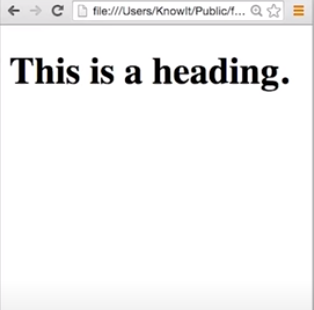 file:///Users/KnowIt/Public/f...
This is a heading.